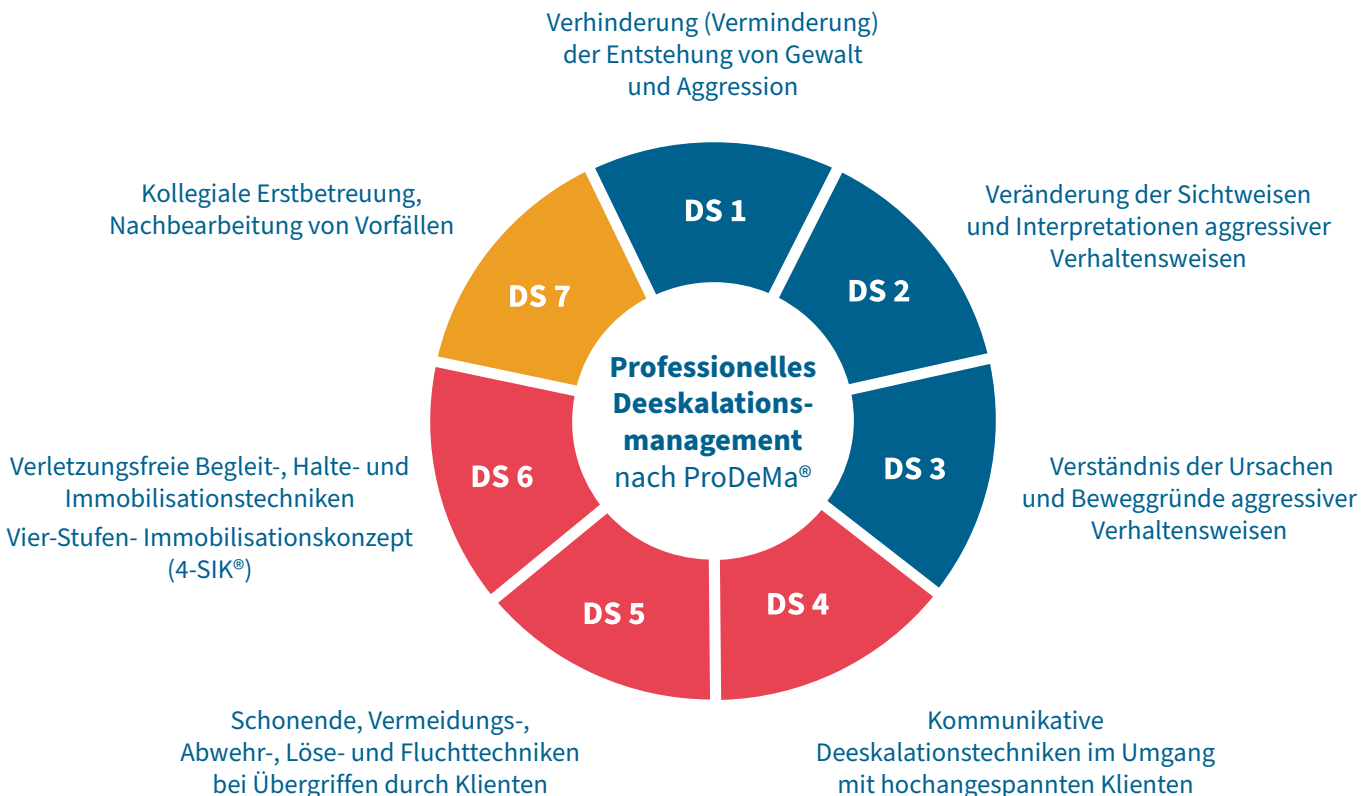 Verhinderung (Verminderung)
der Entstehung von Gewalt
und Aggression
DS 1
Veränderung der Sichtweisen
und Interpretationen aggressiver
Verhaltensweisen
DS 2
Verständnis der Ursachen
und Beweggründe aggressiver
Verhaltensweisen
DS 3
Kommunikative
Deeskalationstechniken im Umgang
mit hochangespannten Klienten
DS 4
Schonende, Vermeidungs-,
Abwehr-, Löse- und Fluchttechniken
bei Übergriffen durch Klienten
DS 5
Verletzungsfreie Begleit-, Halte- und
Immobilisationstechniken
Vier-Stufen- Immobilisationskonzept
(4-SIK®)
DS 6
Kollegiale Erstbetreuung,
Nachbearbeitung von Vorfällen
DS 7
Professionelles
Deeskalations-
management
nach ProDeMa®